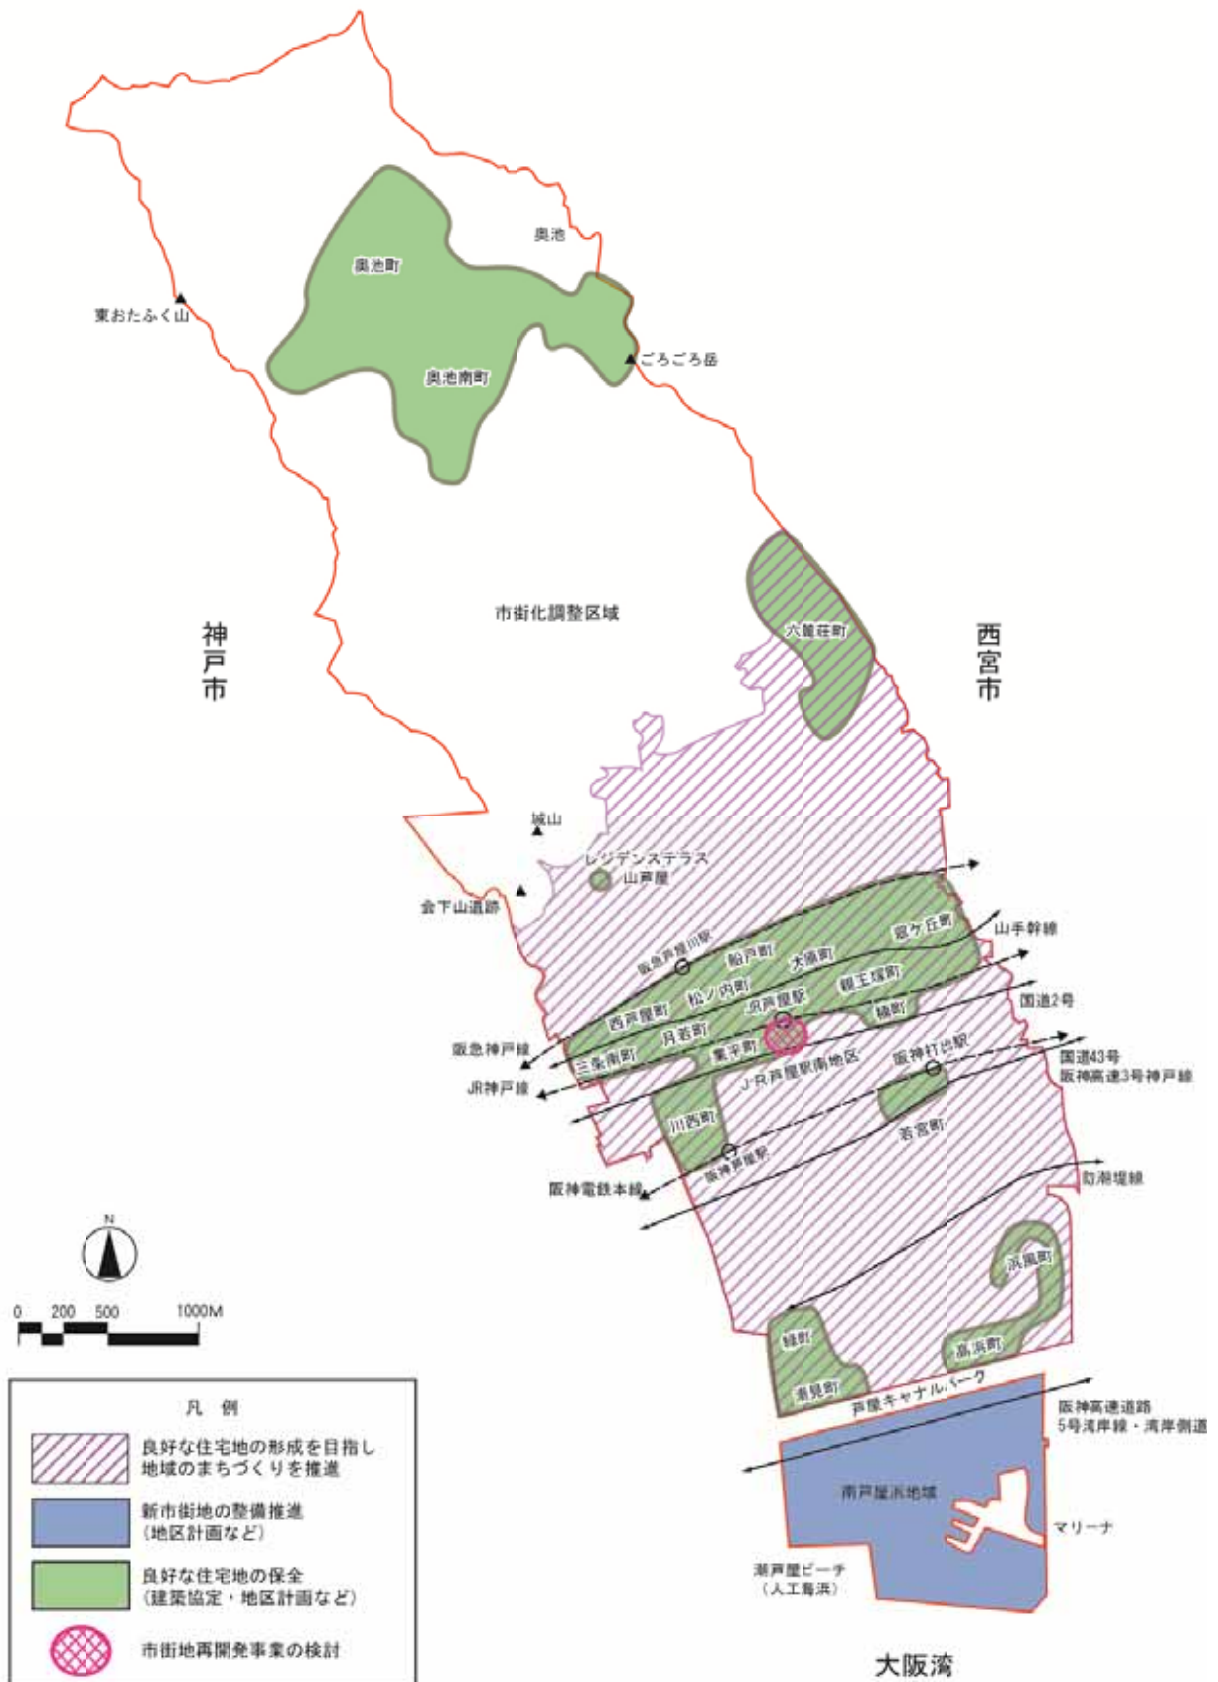 奥池
奥池町
東おたふく山
ごろごろ岳
奥池南町
市街化調整区域
神戸市
西宮市
六麓荘町
城山
レジデンステラス
山芦屋
会下山遺跡
阪急芦屋川駅
船戸町
大原町
翠ケ丘町
山手幹線
西芦屋町
松ノ内町
JR芦屋駅
親王塚町
楠町
国道2号
三条南町
月若町
業平町
阪急神戸線
JR神戸線
JR芦屋駅南地区
阪神打出駅
国道43号
阪神高速3号神戸線
川西町
若宮町
阪神芦屋駅
阪神電鉄本線
防潮堤線
浜風町
緑町
高浜町
潮見町
芦屋キャナルパーク
阪神高速道路
5号湾岸線・湾岸側道
南芦屋浜地域
マリーナ
潮芦屋ビーチ
(人工島浜)
大阪湾
N
0 200 500 1000M
凡 例
良好な住宅地の形成を目指し
地域のまちづくりを推進
新市街地の整備推進
(地区計画など)
良好な住宅地の保全
(建築協定・地区計画など)
市街地再開発事業の検討